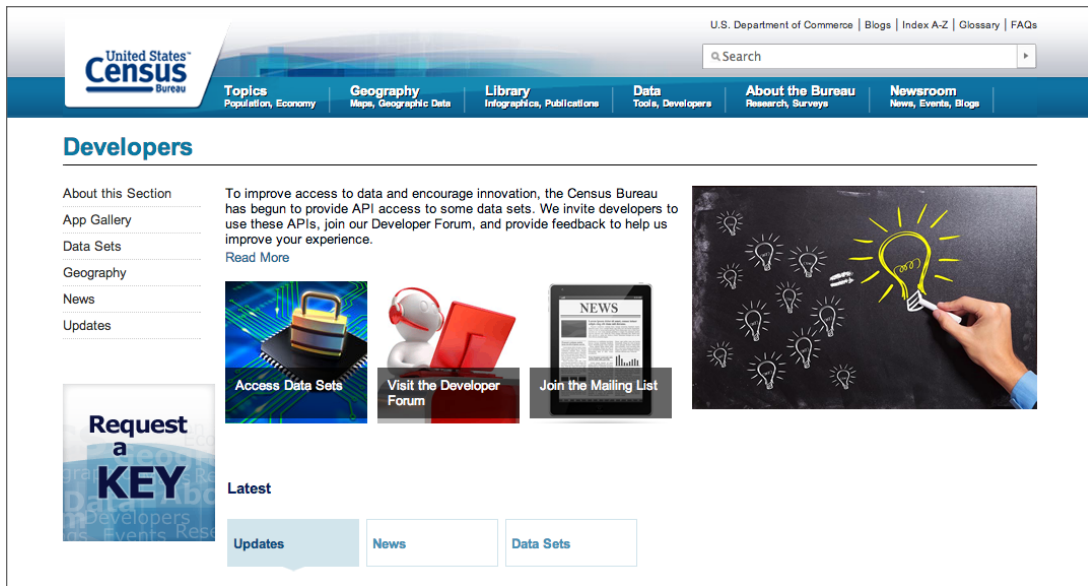 U.S. Department of Commerce | Blogs | Index A-Z | Glossary | FAQs
United States™
Census
Bureau
Search
Topics
Population, Economy
Geography
Maps, Geographic Data
Library
Infographics, Publications
Data
Tools, Developers
About the Bureau
Research, Surveys
Newsroom
News, Events, Blogs
Developers
About this Section
App Gallery
Data Sets
Geography
News
Updates
To improve access to data and encourage innovation, the Census Bureau
has begun to provide API access to some data sets. We invite developers to
use these APIs, join our Developer Forum, and provide feedback to help us
improve your experience.
Read More
Access Data Sets
Visit the Developer
Forum
NEWS
Join the Mailing List
Request
a
KEY
Data
Developers
Events
Latest
Updates
News
Data Sets